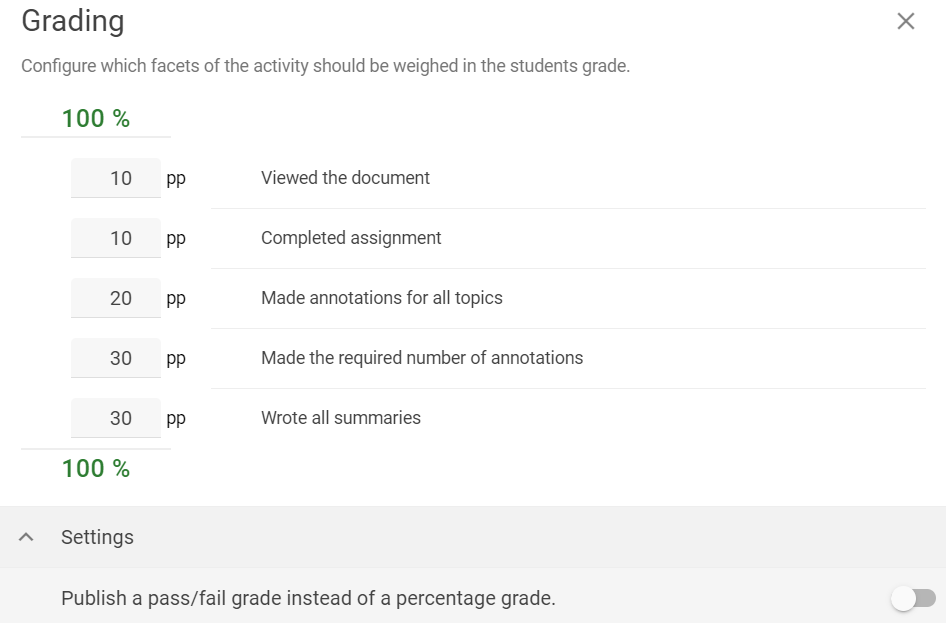 Grading
Configure which facets of the activity should be weighed in the students grade.
100 %
10 pp Viewed the document
10 pp Completed assignment
20 pp Made annotations for all topics
30 pp Made the required number of annotations
30 pp Wrote all summaries
100 %
Settings
Publish a pass/fail grade instead of a percentage grade.